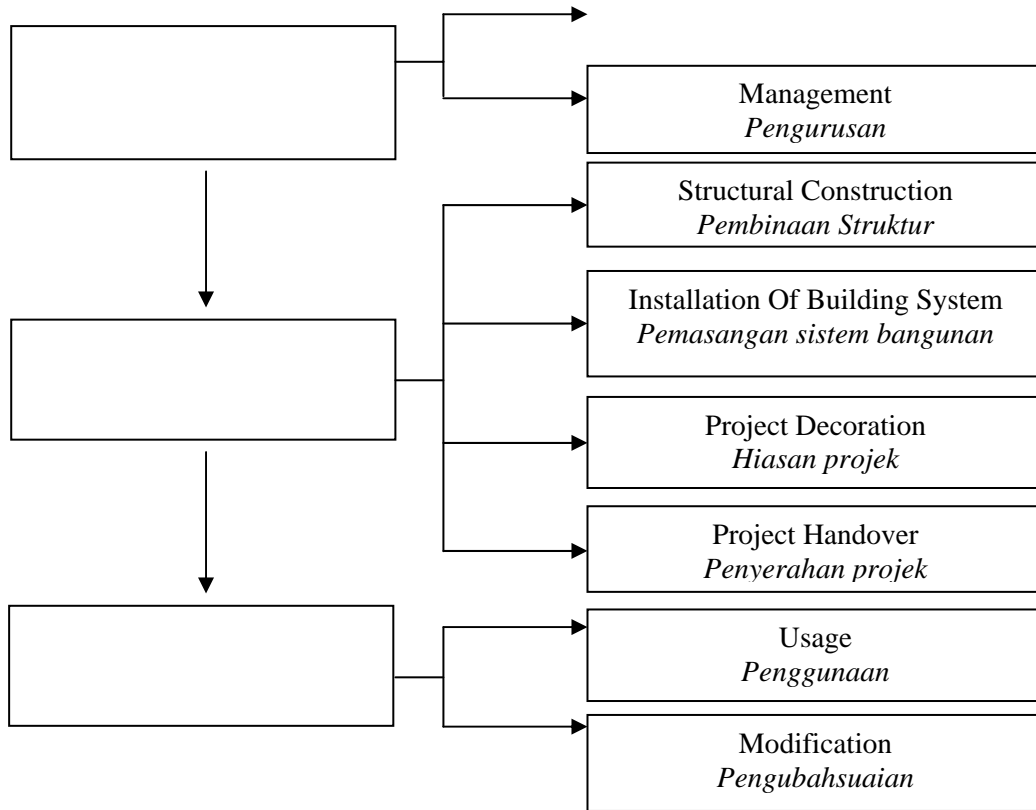 Management
Pengurusan
Structural Construction
Pembinaan Struktur
Installation Of Building System
Pemasangan sistem bangunan
Project Decoration
Hiasan projek
Project Handover
Penyerahan projek
Usage
Penggunaan
Modification
Pengubahsuaian